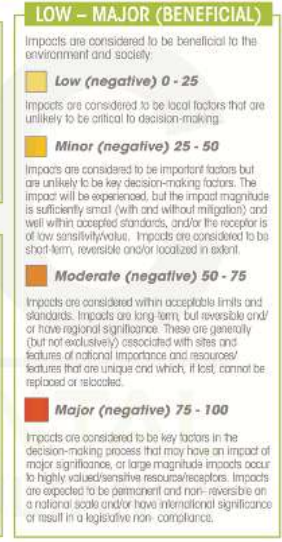 LOW – MAJOR (BENEFICIAL)
Impacts are considered to be beneficial to the
environment and society.
Low (negative) 0 - 25
Impacts are considered to be local factors that are
unlikely to be critical to decision-making.
Minor (negative) 25 - 50
Impacts are considered to be important factors but
are unlikely to be key decision-making factors. The
impact will be experienced, but the impact magnitude
is sufficiently small (with and without mitigation) and
well within accepted standards, and/or the receptor is
of low sensitivity/value. Impacts are considered to be
short-term, reversible and/or localized in extent.
Moderate (negative) 50 - 75
Impacts are considered within acceptable limits and
standards. Impacts are long-term, but reversible and/
or have regional significance. These are generally
(but not exclusively) associated with sites and
features of national importance and resources/
features that are unique and which, if lost, cannot be
replaced or relocated.
Major (negative) 75 - 100
Impacts are considered to be key factors in the
decision-making process that may have an impact of
major significance, or large magnitude impacts occur
to highly valued/sensitive resource/receptors. Impacts
are expected to be permanent and non- reversible on
a national scale and/or have international significance
or result in a legislative non- compliance.